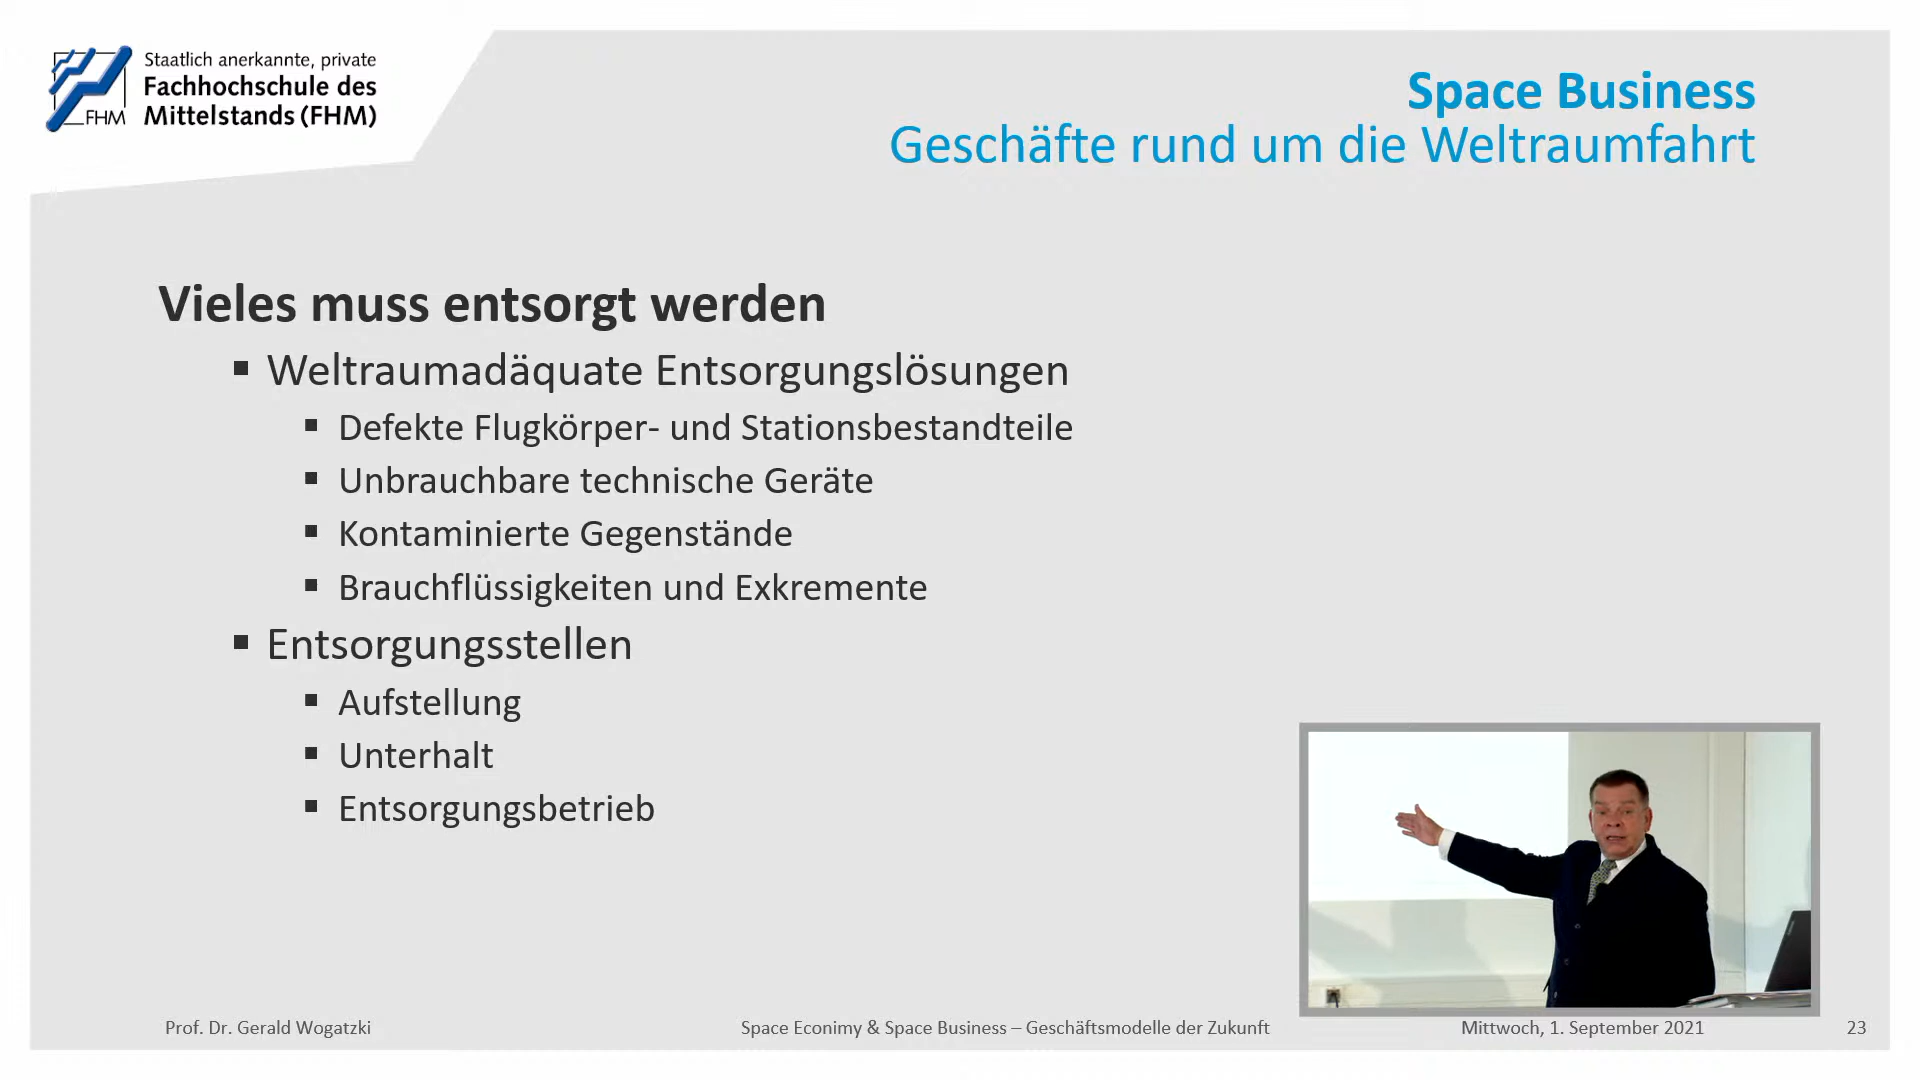 Staatlich anerkannte, private
Fachhochschule des
Mittelstands (FHM)
FHM
Space Business
Geschäfte rund um die Weltraumfahrt
Vieles muss entsorgt werden
Weltraumadäquate Entsorgungslösungen
Defekte Flugkörper- und Stationsbestandteile
Unbrauchbare technische Geräte
Kontaminierte Gegenstände
Brauchflüssigkeiten und Exkremente
Entsorgungsstellen
Aufstellung
Unterhalt
Entsorgungsbetrieb
Prof. Dr. Gerald Wogatzki
Space Econimy & Space Business – Geschäftsmodelle der Zukunft
Mittwoch, 1. September 2021
23